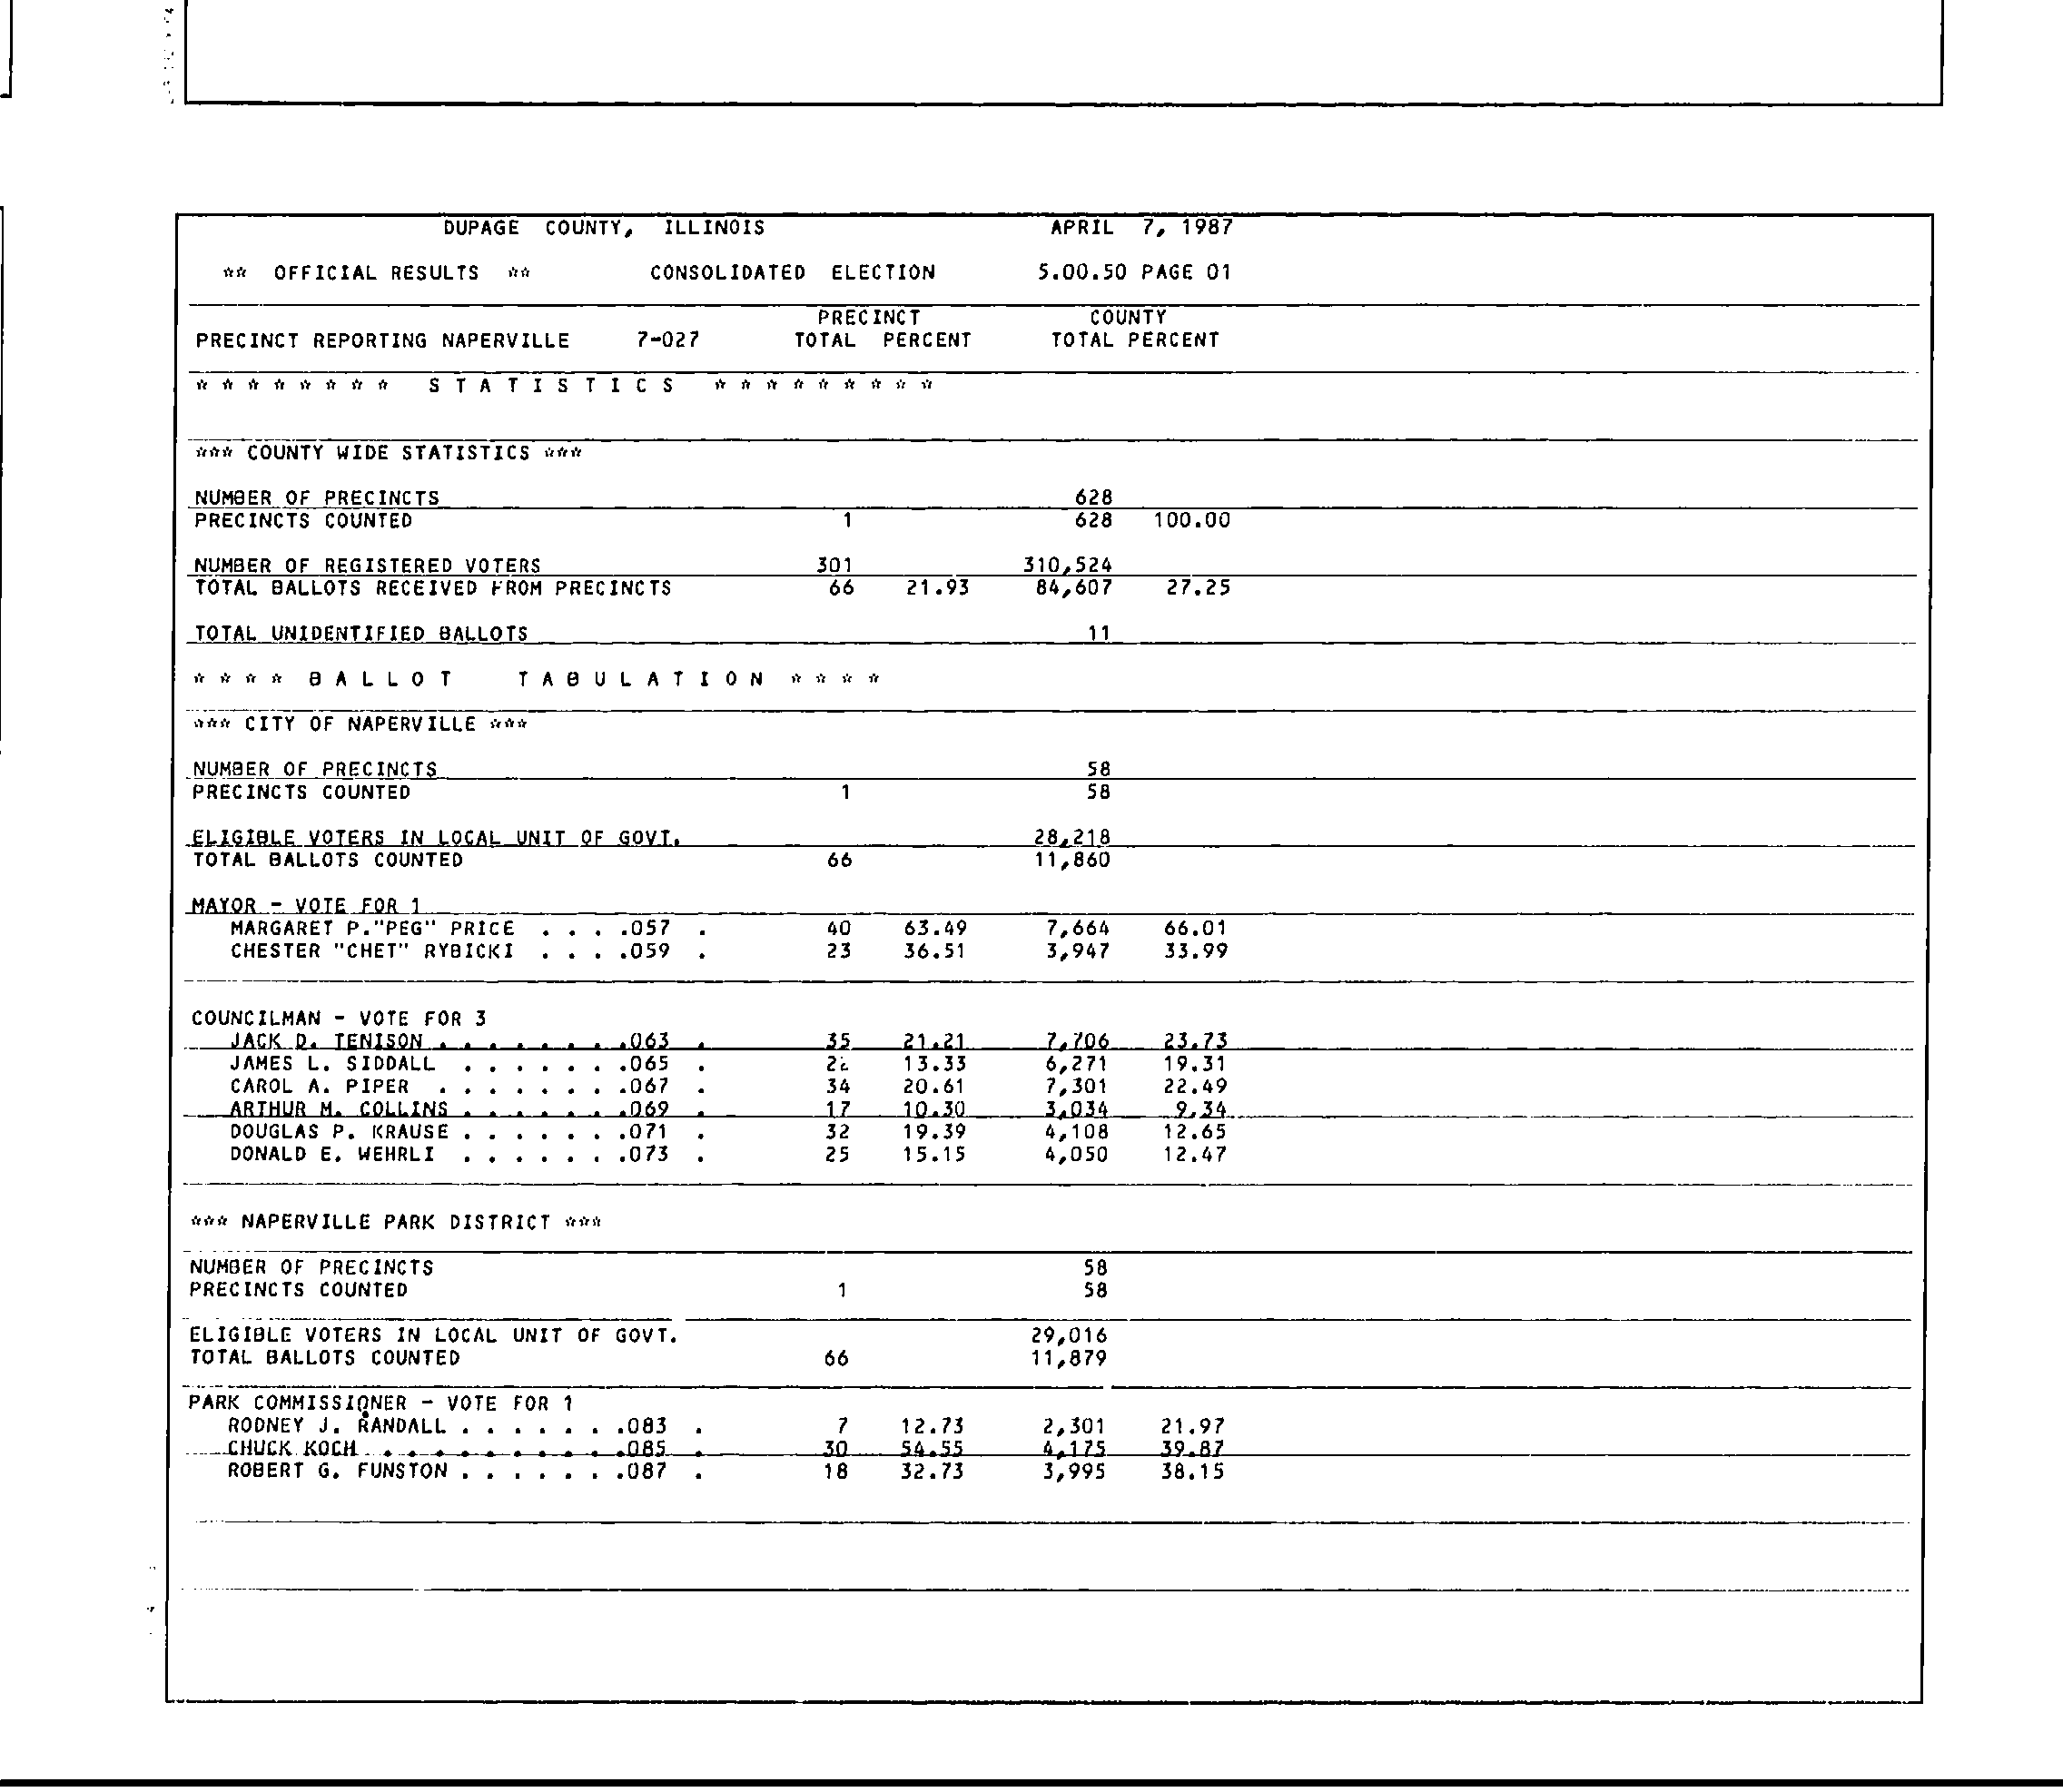 DUPAGE COUNTY, ILLINOIS APRIL 7, 1987
** OFFICIAL RESULTS ** CONSOLIDATED ELECTION 5.00.50 PAGE 01
PRECINCT COUNTY
PRECINCT REPORTING NAPERVILLE 7-027 TOTAL PERCENT TOTAL PERCENT
* * * * * * * * S T A T I S T I C S * * * * * * * * *
*** COUNTY WIDE STATISTICS ***
NUMBER OF PRECINCTS 628
PRECINCTS COUNTED 1 628 100.00
NUMBER OF REGISTERED VOTERS 301 310,524
TOTAL BALLOTS RECEIVED FROM PRECINCTS 66 21.93 84,607 27.25
TOTAL UNIDENTIFIED BALLOTS 11
* * * * B A L L O T T A B U L A T I O N * * * *
*** CITY OF NAPERVILLE ***
NUMBER OF PRECINCTS 58
PRECINCTS COUNTED 1 58
ELIGIBLE VOTERS IN LOCAL UNIT OF GOVT. 28,218
TOTAL BALLOTS COUNTED 66 11,860
MAYOR - VOTE FOR 1
MARGARET P."PEG" PRICE . . . .057 . 40 63.49 7,664 66.01
CHESTER "CHET" RYBICKI . . . .059 . 23 36.51 3,947 33.99
COUNCILMAN - VOTE FOR 3
JACK D. TENISON . . . . . . . .063 . 35 21.21 7,706 23.73
JAMES L. SIDDALL . . . . . . .065 . 22 13.33 6,271 19.31
CAROL A. PIPER . . . . . . . .067 . 34 20.61 7,301 22.49
ARTHUR M. COLLINS . . . . . . .069 . 17 10.30 3,034 9.34
DOUGLAS P. KRAUSE . . . . . . .071 . 32 19.39 4,108 12.65
DONALD E. WEHRLI . . . . . . .073 . 25 15.15 4,050 12.47
*** NAPERVILLE PARK DISTRICT ***
NUMBER OF PRECINCTS 58
PRECINCTS COUNTED 1 58
ELIGIBLE VOTERS IN LOCAL UNIT OF GOVT. 29,016
TOTAL BALLOTS COUNTED 66 11,879
PARK COMMISSIONER - VOTE FOR 1
RODNEY J. RANDALL . . . . . . .083 . 7 12.73 2,301 21.97
CHUCK KOCH . . . . . . . . . .085 . 30 54.55 4,175 39.87
ROBERT G. FUNSTON . . . . . . .087 . 18 32.73 3,995 38.15